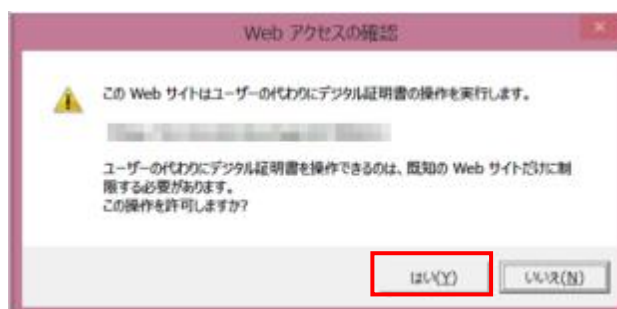 Web アクセスの確認
この Web サイトはユーザーの代わりにデジタル証明書の操作を実行します。
ユーザーの代わりにデジタル証明書を操作できるのは、既知の Web サイトだけに制
限する必要があります。
この操作を許可しますか?
はい(Y)
いいえ(N)